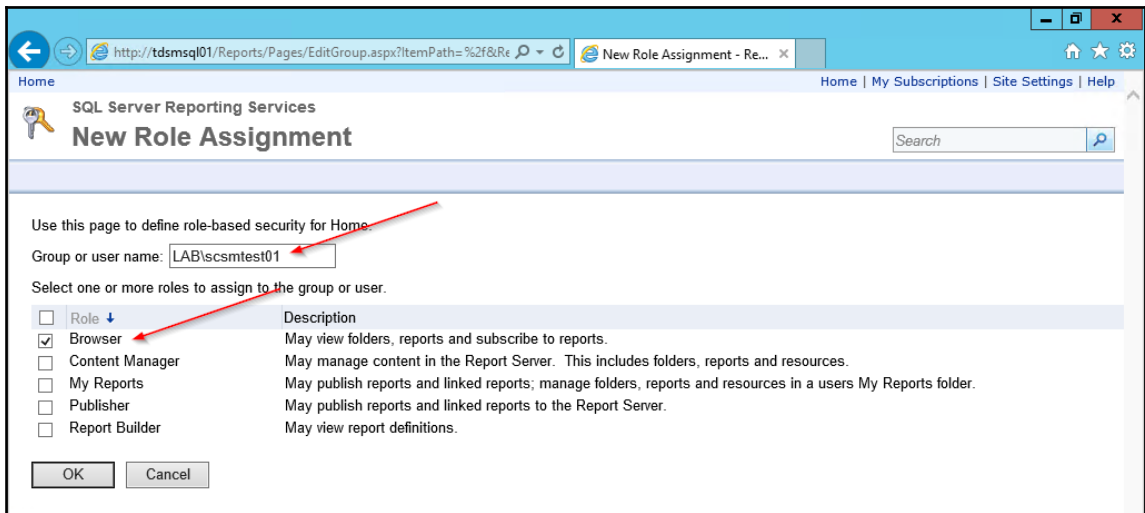 http://tdsmsql01/Reports/Pages/EditGroup.aspx?ItemPath=%2f&Re
New Role Assignment - Re...
Home
Home | My Subscriptions | Site Settings | Help
SQL Server Reporting Services
New Role Assignment
Search
Use this page to define role-based security for Home.
Group or user name: LAB\scsmtest01
Select one or more roles to assign to the group or user.
Role Description
Browser May view folders, reports and subscribe to reports.
Content Manager May manage content in the Report Server. This includes folders, reports and resources.
My Reports May publish reports and linked reports; manage folders, reports and resources in a users My Reports folder.
Publisher May publish reports and linked reports to the Report Server.
Report Builder May view report definitions.
OK Cancel